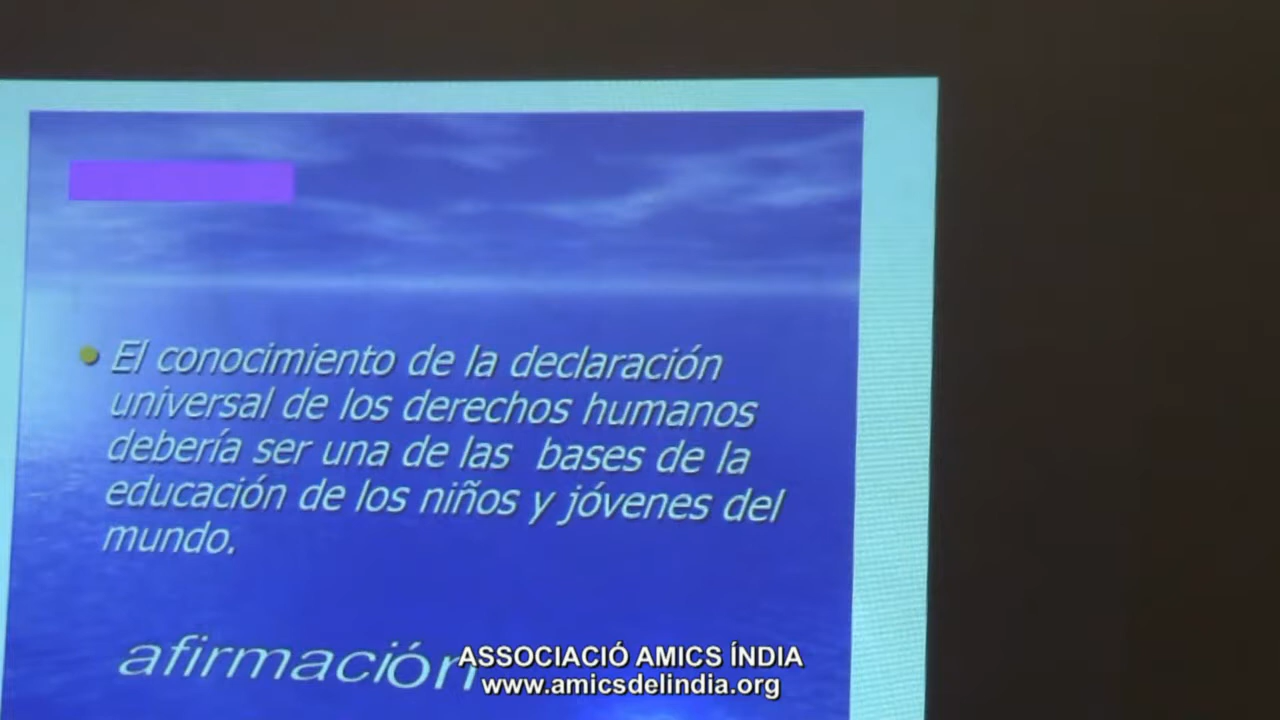 El conocimiento de la declaración
universal de los derechos humanos
debería ser una de las bases de la
educación de los niños y jóvenes del
mundo.
afirmación
ASSOCIACIÓ AMICS ÍNDIA
www.amicsdelindia.org